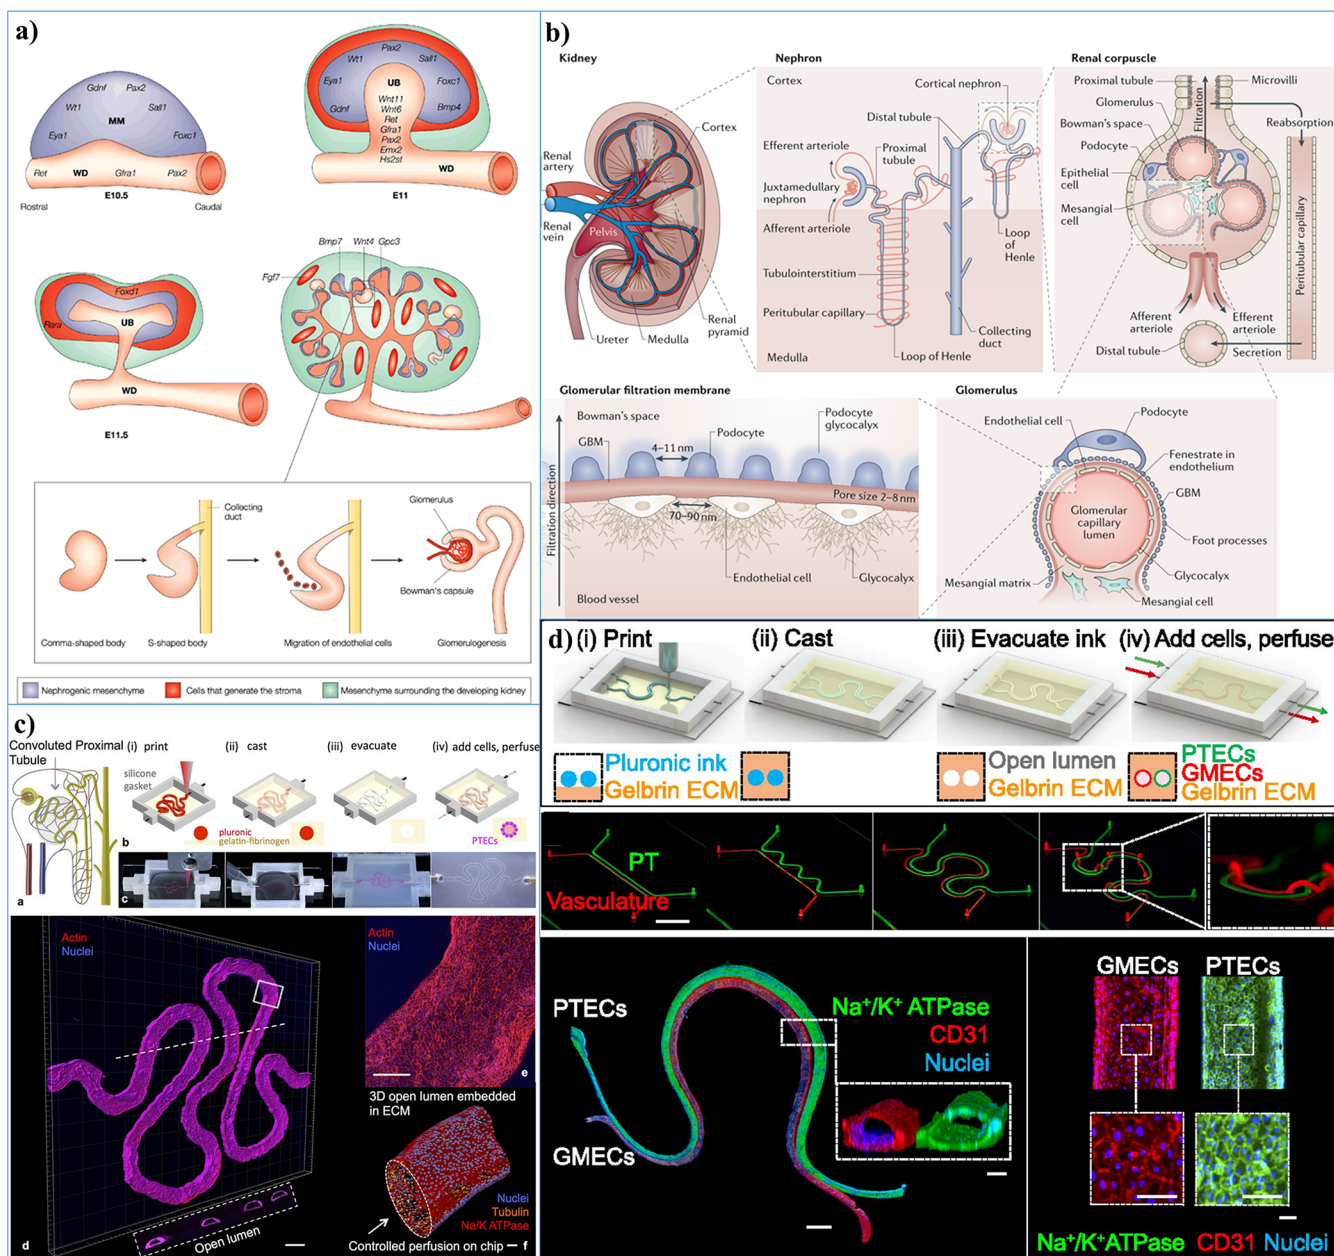 a)
Gdnf
Pax2
Wt1
Sall1
MM
Eya1
Foxc1
Ret
WD
Gfra1
Pax2
Rostral
E10.5
Caudal
Pax2
Wt1
Sall1
Eya1
UB
Foxc1
Gdnf
Wnt11
Bmp4
Wnt6
Ret
Gfra1
Pax2
Emx2
Hs2st
WD
E11
Foxd1
Rara
UB
WD
E11.5
Bmp7
Wnt4
Gpc3
Fgf7
Collecting
duct
Glomerulus
Bowman's capsule
Comma-shaped body
S-shaped body
Migration of endothelial cells
Glomerulogenesis
Nephrogenic mesenchyme
Cells that generate the stroma
Mesenchyme surrounding the developing kidney
b)
Kidney
Cortex
Renal
artery
Renal
vein
Pelvis
Renal
pyramid
Ureter
Medulla
Nephron
Cortex
Cortical nephron
Distal tubule
Efferent arteriole
Proximal
tubule
Juxtamedullary
nephron
Afferent arteriole
Loop
of
Henle
Tubulointerstitium
Peritubular capillary
Collecting
duct
Loop of Henle
Medulla
Renal corpuscle
Proximal tubule
Microvilli
Glomerulus
Filtration
Reabsorption
Bowman's space
Podocyte
Epithelial
cell
Mesangial
cell
Peritubular capillary
Afferent
arteriole
Efferent
arteriole
Distal tubule
Secretion
Glomerular filtration membrane
Bowman's space
Podocyte
glycocalyx
GBM
Podocyte
4–11 nm
Pore size 2–8 nm
70–90 nm
Filtration direction
Endothelial cell
Glycocalyx
Blood vessel
Glomerulus
Podocyte
Endothelial cell
Fenestrate in
endothelium
GBM
Glomerular
capillary
lumen
Foot processes
Glycocalyx
Mesangial matrix
Mesangial cell
c)
Convoluted Proximal
Tubule
(i) print
(ii) cast
(iii) evacuate
(iv) add cells, perfuse
silicone
gasket
pluronic
gelatin-fibrinogen
PTECs
a
b
c
Actin
Nuclei
Open lumen
d
Actin
Nuclei
e
3D open lumen embedded
in ECM
Nuclei
Tubulin
Na/K ATPase
Controlled perfusion on chip
f
d)
(i) Print
(ii) Cast
(iii) Evacuate ink
(iv) Add cells, perfuse
Pluronic ink
Gelbrin ECM
Open lumen
Gelbrin ECM
PTECs
GMECs
Gelbrin ECM
PT
Vasculature
PTECs
GMECs
Na⁺/K⁺ ATPase
CD31
Nuclei
GMECs
PTECs
Na⁺/K⁺ATPase CD31 Nuclei